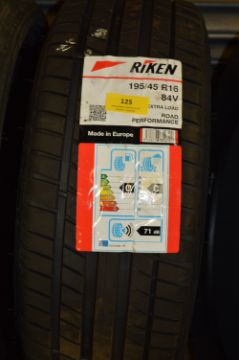 RIKEN
195/45 R16
84V
125
EXTRA LOAD
ROAD
PERFORMANCE
Made in Europe
71 dB